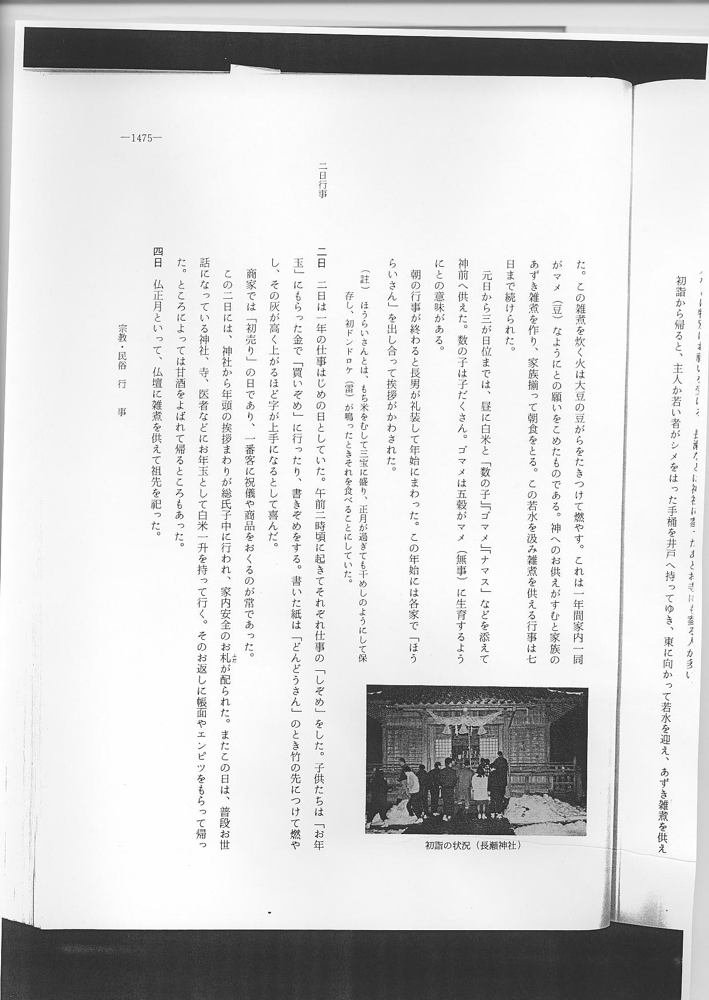 初詣から帰ると、主人か若い者がシメをはった手桶を井戸へ持ってゆき、東に向かって若水を迎え、あずき雑煮を供え
た。この雑煮を炊く火は大豆の豆がらをたきつけて燃やす。これは一年間家内一同
がマメ（豆）なようにとの願いをこめたものである。神へのお供えがすむと家族の
あずき雑煮を作り、家族揃って朝食をとる。この若水を汲み雑煮を供える行事は七
日まで続けられた。
元日から三が日位までは、昼に白米と「数の子」「ゴマメ」「ナマス」などを添えて
神前へ供えた。数の子は子だくさん。ゴマメは五穀がマメ（無事）に生育するよう
にとの意味がある。
朝の行事が終わると長男が礼装して年始にまわった。この年始には各家で「ほう
らいさん」を出し合って挨拶がかわされた。
（註）　ほうらいさんとは、もち米をむして三宝に盛り、正月が過ぎても干めしのようにして保
存し、初ドンドロケ（雷）が鳴ったときそれを食べることにしていた。
初詣の状況（長瀬神社）
二日行事
二日　二日は一年の仕事はじめの日としていた。午前二時頃に起きてそれぞれ仕事の「しぞめ」をした。子供たちは「お年
玉」にもらった金で「買いぞめ」に行ったり、書きぞめをする。書いた紙は「どんどうさん」のとき竹の先につけて燃や
し、その灰が高く上がるほど字が上手になるとして喜んだ。
商家では「初売り」の日であり、一番客に祝儀や商品をおくるのが常であった。
この二日には、神社から年頭の挨拶まわりが総氏子中に行われ、家内安全のお札が配られた。またこの日は、普段お世
ふだ
話になっている神社、寺、医者などにお年玉として白米一升を持って行く。そのお返しに帳面やエンピツをもらって帰っ
た。ところによっては甘酒をよばれて帰るところもあった。
四日　仏正月といって、仏壇に雑煮を供えて祖先を祀った。
宗教・民俗　行　事
—1475—